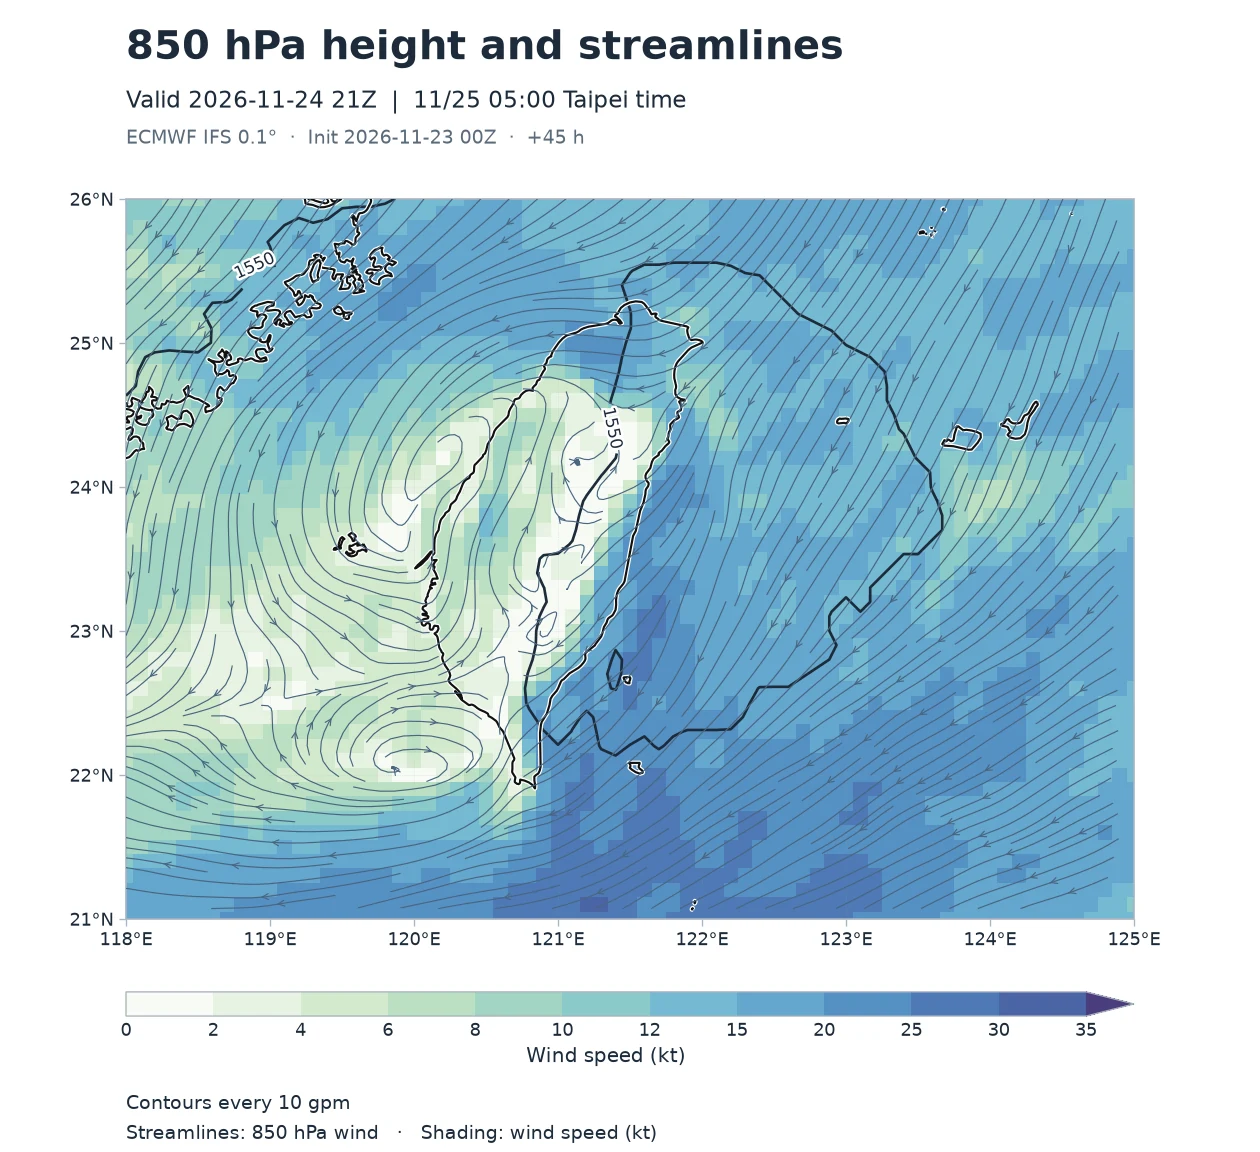 850 hPa height and streamlines
Valid 2026-11-24 21Z | 11/25 05:00 Taipei time
ECMWF IFS 0.1° · Init 2026-11-23 00Z · +45 h
26°N
1550
25°N
1550
24°N
23°N
22°N
21°N
118°E 119°E 120°E 121°E 122°E 123°E 124°E 125°E
0 2 4 6 8 10 12 15 20 25 30 35
Wind speed (kt)
Contours every 10 gpm
Streamlines: 850 hPa wind · Shading: wind speed (kt)